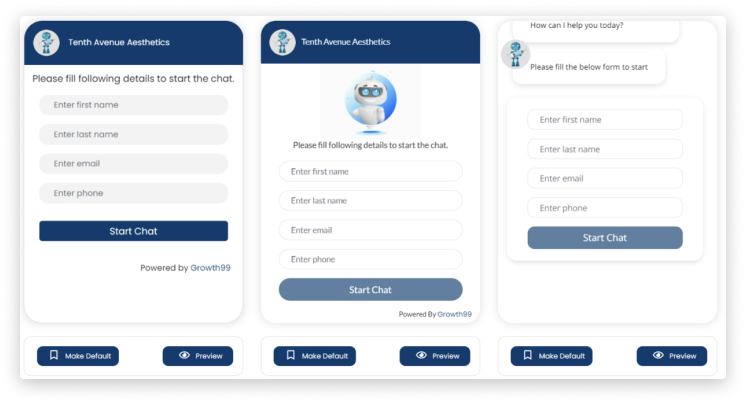 Tenth Avenue Aesthetics
Please fill following details to start the chat.
Enter first name
Enter last name
Enter email
Enter phone
Start Chat
Powered by Growth99
Make Default
Preview
Tenth Avenue Aesthetics
Please fill following details to start the chat.
Enter first name
Enter last name
Enter email
Enter phone
Start Chat
Powered By Growth99
Make Default
Preview
How can I help you today?
Please fill the below form to start
Enter first name
Enter last name
Enter email
Enter phone
Start Chat
Make Default
Preview